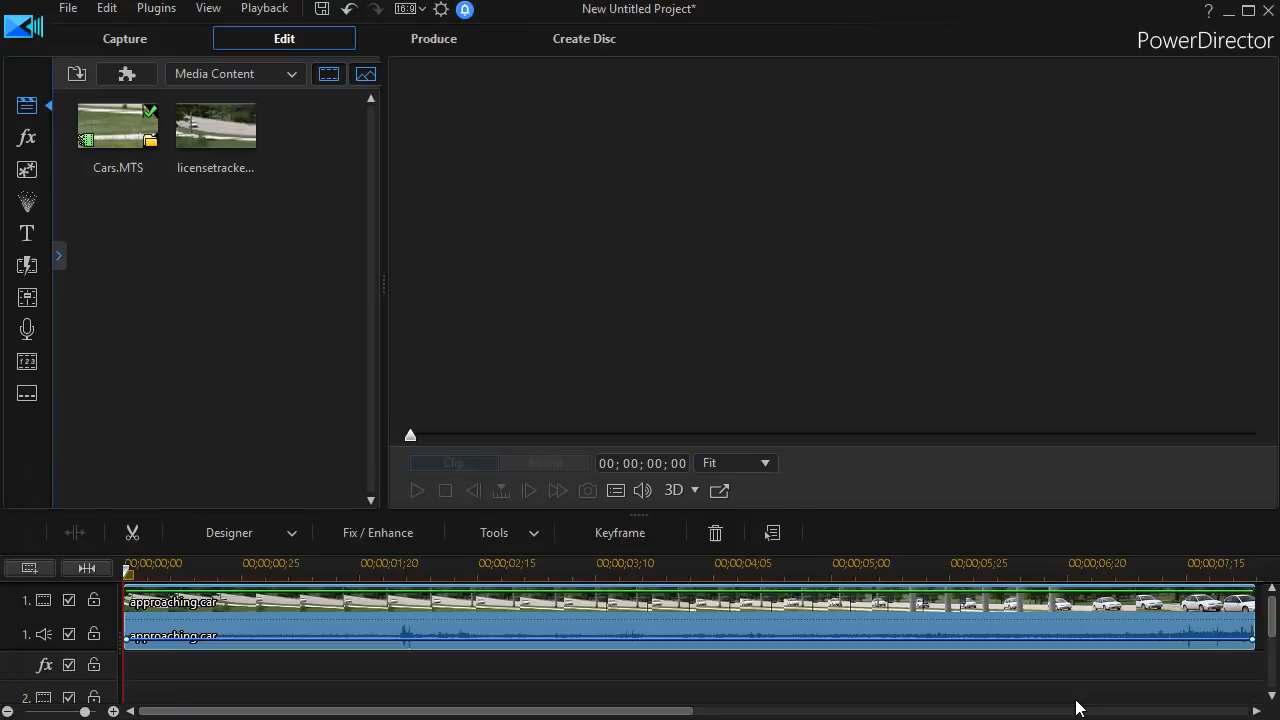 File Edit Plugins View Playback 16:9 New Untitled Project* ?
Capture Edit Produce Create Disc PowerDirector
Media Content
fx
Cars.MTS licensetracke...
T
Clip Movie 00; 00; 00; 00 Fit
3D
Designer Fix / Enhance Tools Keyframe
00;00;00;00 00;00;00;25 00;00;01;20 00;00;02;15 00;00;03;10 00;00;04;05 00;00;05;00 00;00;05;25 00;00;06;20 00;00;07;15
1. approaching car
1. approaching car
fx
2.